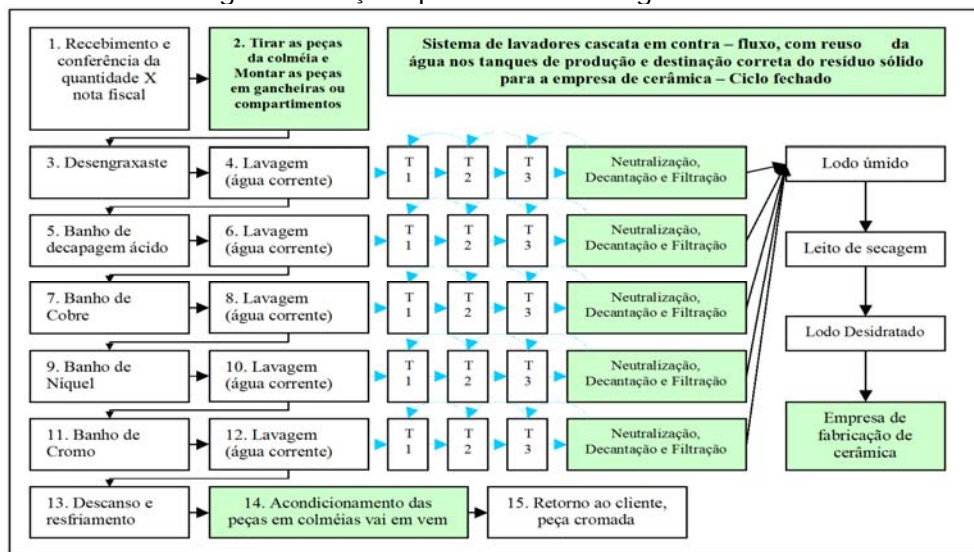 1. Recebimento e
conferência da
quantidade X
nota fiscal
2. Tirar as peças
da colméia e
Montar as peças
em gancheiras ou
compartimentos
Sistema de lavadores cascata em contra – fluxo, com reuso da
água nos tanques de produção e destinação correta do resíduo sólido
para a empresa de cerâmica – Ciclo fechado
3. Desengraxaste
4. Lavagem
(água corrente)
T
1
T
2
T
3
Neutralização,
Decantação e Filtração
Lodo úmido
5. Banho de
decapagem ácido
6. Lavagem
(água corrente)
T
1
T
2
T
3
Neutralização,
Decantação e Filtração
Leito de secagem
7. Banho de
Cobre
8. Lavagem
(água corrente)
T
1
T
2
T
3
Neutralização,
Decantação e Filtração
Lodo Desidratado
9. Banho de
Níquel
10. Lavagem
(água corrente)
T
1
T
2
T
3
Neutralização,
Decantação e Filtração
11. Banho de
Cromo
12. Lavagem
(água corrente)
T
1
T
2
T
3
Neutralização,
Decantação e Filtração
Empresa de
fabricação de
cerâmica
13. Descanso e
resfriamento
14. Acondicionamento das
peças em colméias vai em vem
15. Retorno ao cliente,
peça cromada